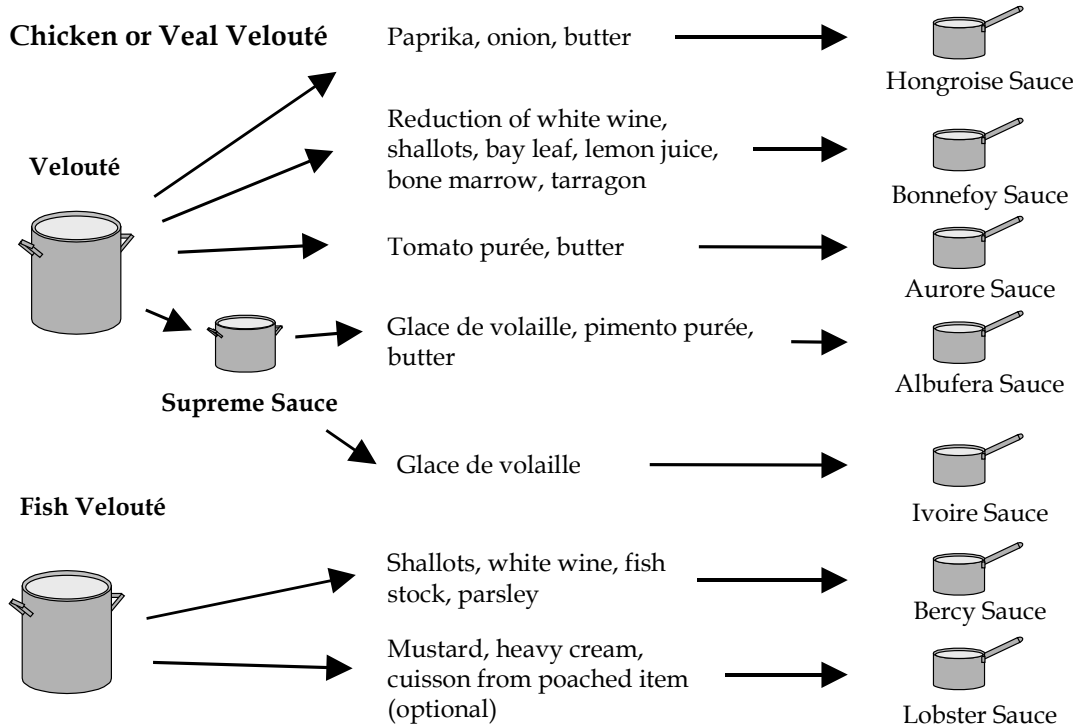 Chicken or Veal Velouté
Paprika, onion, butter
Hongroise Sauce
Velouté
Reduction of white wine,
shallots, bay leaf, lemon juice,
bone marrow, tarragon
Bonnefoy Sauce
Tomato purée, butter
Aurore Sauce
Supreme Sauce
Glace de volaille, pimento purée,
butter
Albufera Sauce
Glace de volaille
Ivoire Sauce
Fish Velouté
Shallots, white wine, fish
stock, parsley
Bercy Sauce
Mustard, heavy cream,
cuisson from poached item
(optional)
Lobster Sauce